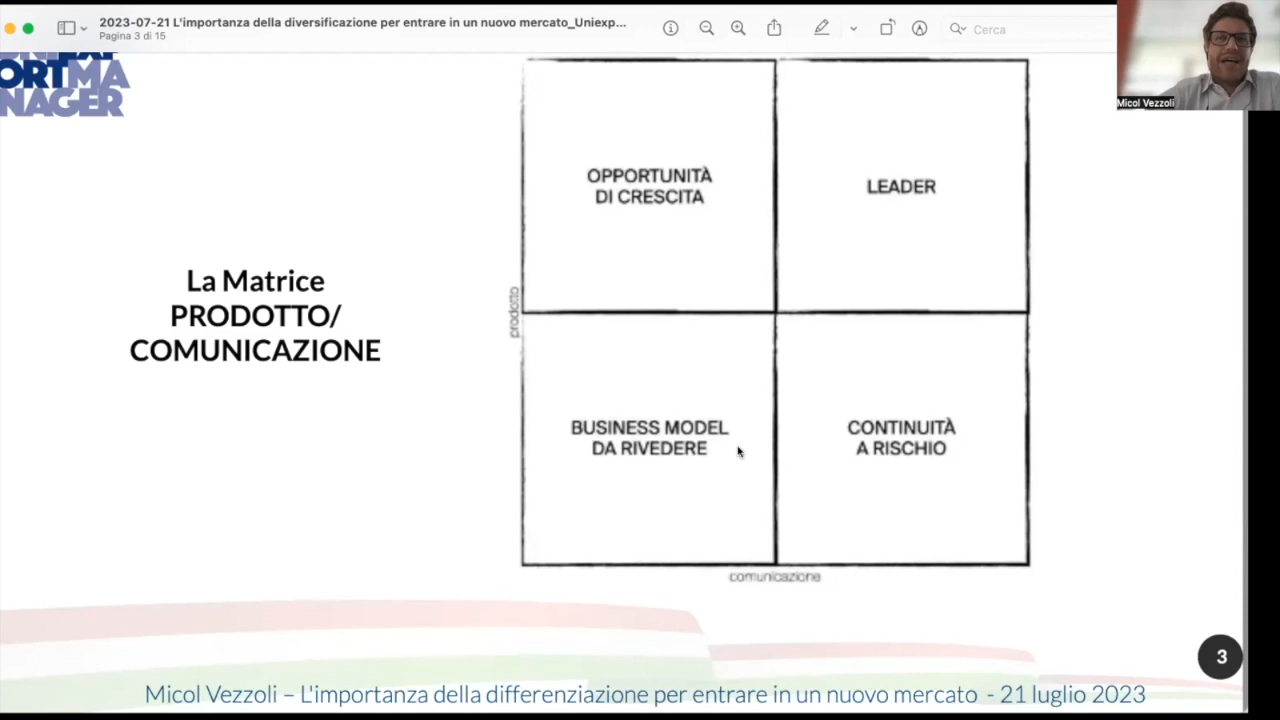 2023-07-21 L'importanza della diversificazione per entrare in un nuovo mercato_Uniexp...
Pagina 3 di 15
Cerca
Micol Vezzoli
ORTMA
NAGER
OPPORTUNITÀ
DI CRESCITA
LEADER
La Matrice
PRODOTTO/
COMUNICAZIONE
prodotto
BUSINESS MODEL
DA RIVEDERE
CONTINUITÀ
A RISCHIO
comunicazione
3
Micol Vezzoli – L'importanza della differenziazione per entrare in un nuovo mercato - 21 luglio 2023